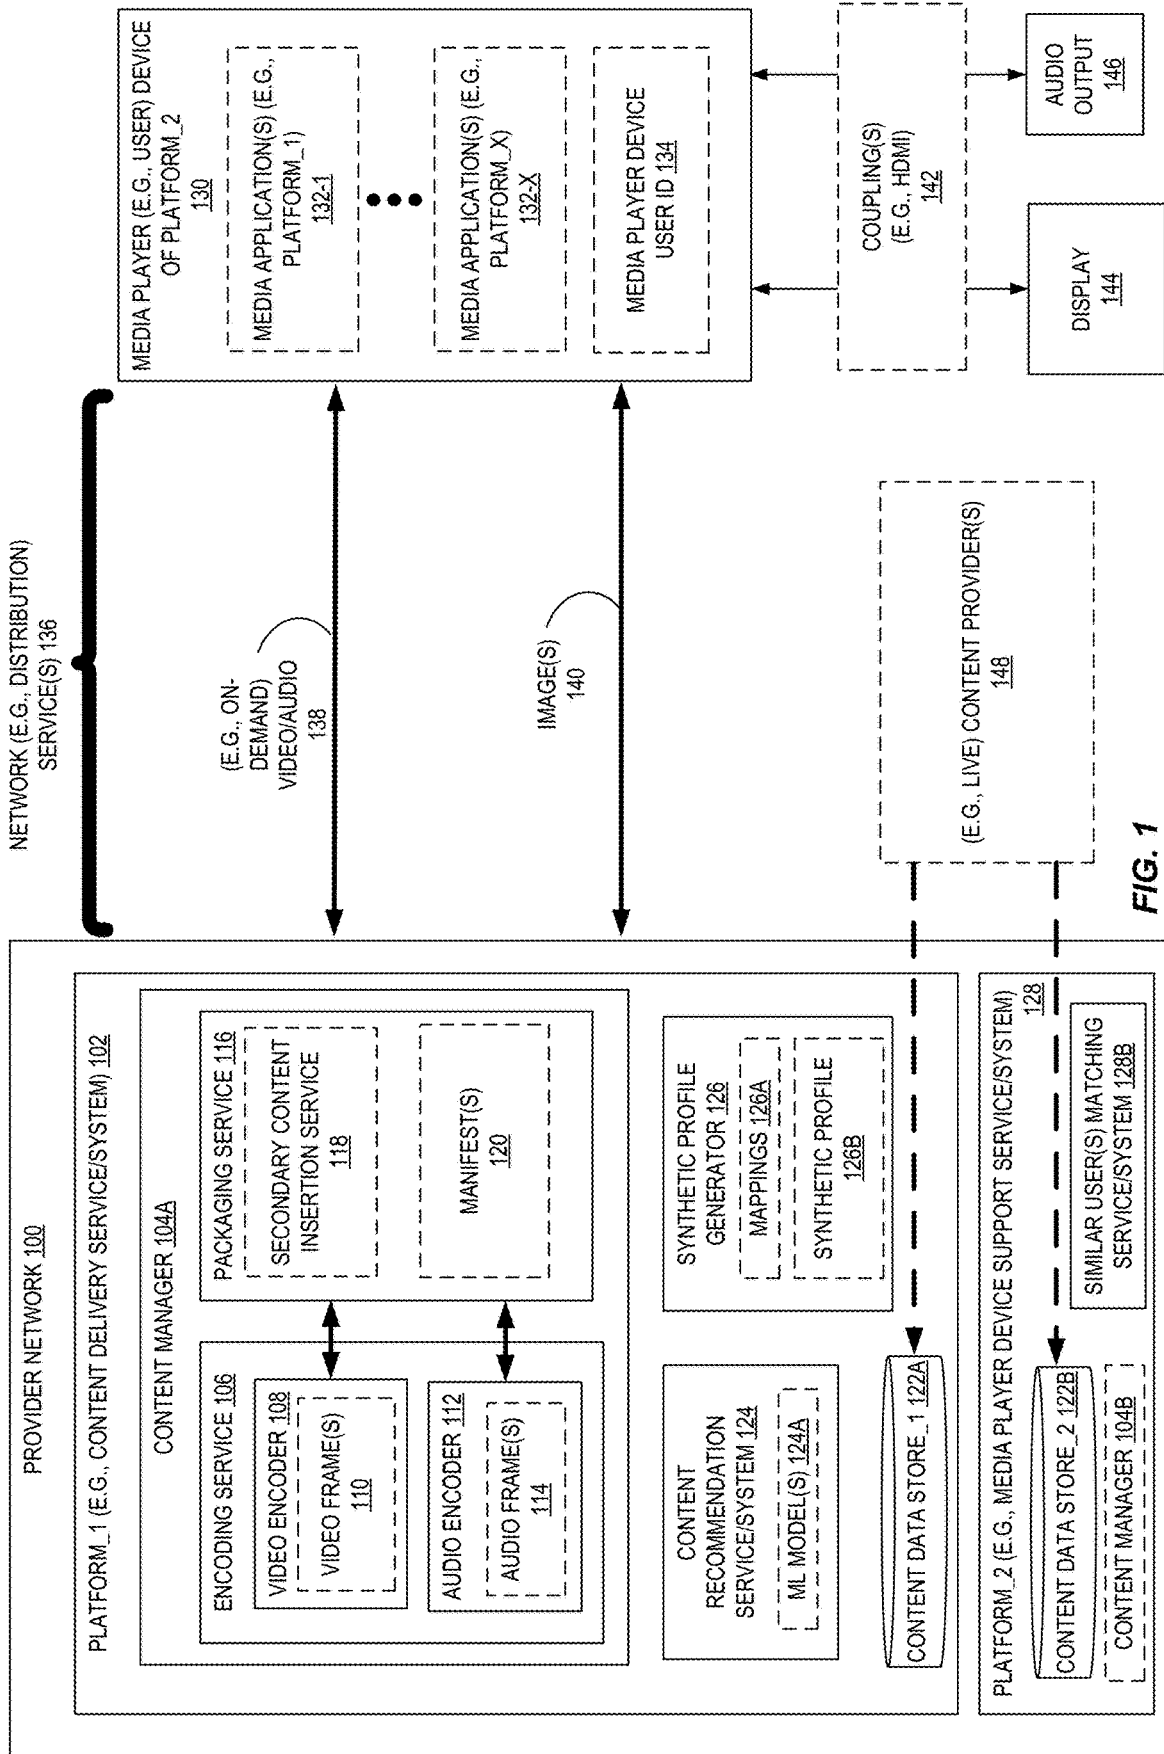 PROVIDER NETWORK 100
PLATFORM_1 (E.G., CONTENT DELIVERY SERVICE/SYSTEM) 102
CONTENT MANAGER 104A
ENCODING SERVICE 106
VIDEO ENCODER 108
VIDEO FRAME(S)
110
AUDIO ENCODER 112
AUDIO FRAME(S)
114
PACKAGING SERVICE 116
SECONDARY CONTENT
INSERTION SERVICE
118
MANIFEST(S)
120
CONTENT
RECOMMENDATION
SERVICE/SYSTEM 124
ML MODEL(S) 124A
SYNTHETIC PROFILE
GENERATOR 126
MAPPINGS 126A
SYNTHETIC PROFILE
126B
CONTENT DATA STORE_1 122A
PLATFORM_2 (E.G., MEDIA PLAYER DEVICE SUPPORT SERVICE/SYSTEM)
128
CONTENT DATA STORE_2 122B
CONTENT MANAGER 104B
SIMILAR USER(S) MATCHING
SERVICE/SYSTEM 128B
NETWORK (E.G., DISTRIBUTION
SERVICE(S) 136
(E.G., ON-
DEMAND)
VIDEO/AUDIO
138
IMAGE(S)
140
(E.G., LIVE) CONTENT PROVIDER(S)
148
MEDIA PLAYER (E.G., USER) DEVICE
OF PLATFORM_2
130
MEDIA APPLICATION(S) (E.G.,
PLATFORM_1)
132-1
MEDIA APPLICATION(S) (E.G.,
PLATFORM_X)
132-X
MEDIA PLAYER DEVICE
USER ID 134
COUPLING(S)
(E.G., HDMI)
142
DISPLAY
144
AUDIO
OUTPUT
146
FIG. 1